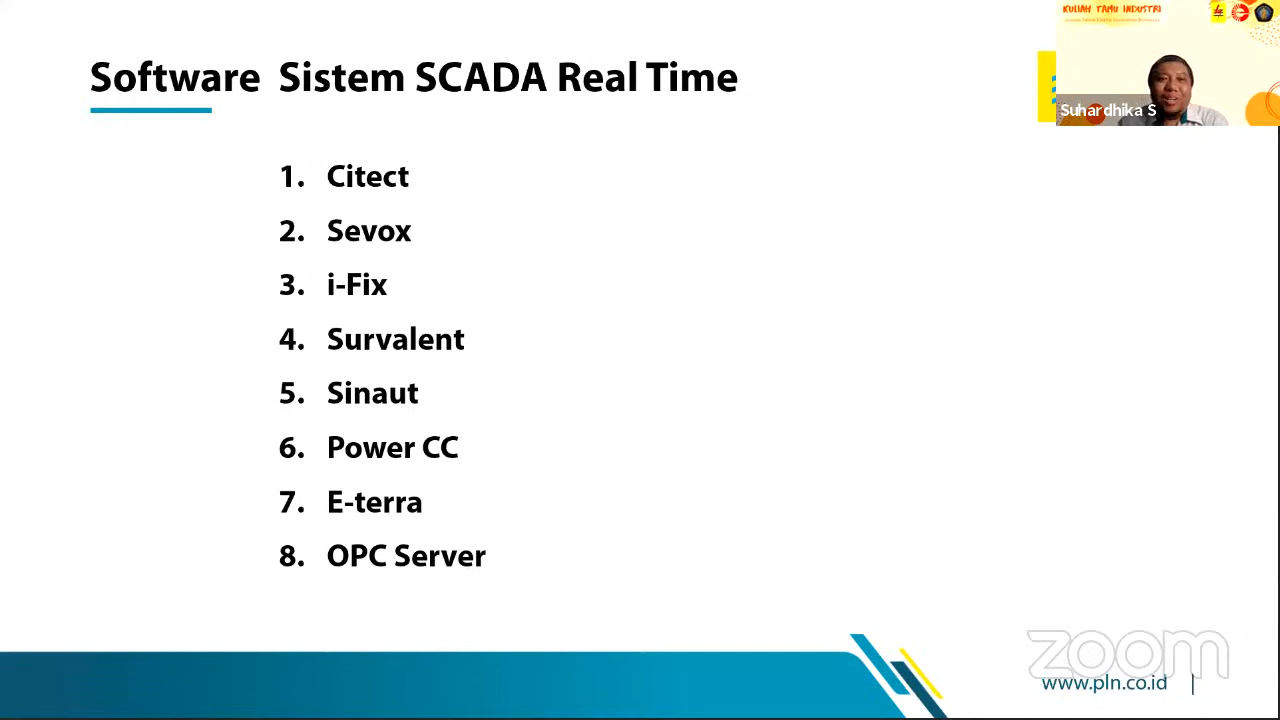 KULIAH TAMU INDUSTRI
Suhardhika S
Software Sistem SCADA Real Time
1. Citect
2. Sevox
3. i-Fix
4. Survalent
5. Sinaut
6. Power CC
7. E-terra
8. OPC Server
zoom
www.pln.co.id